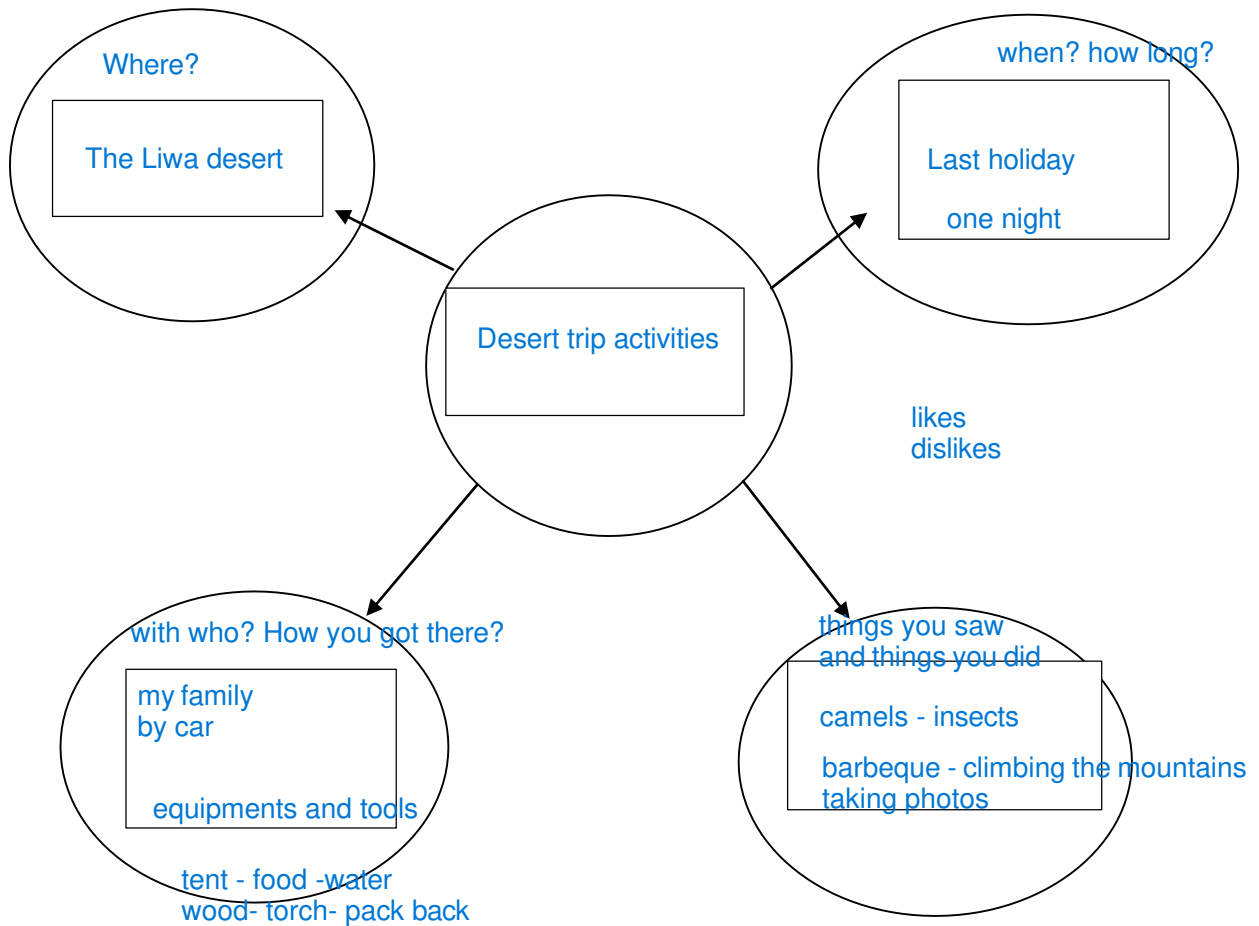 Where?
The Liwa desert
when? how long?
Last holiday
one night
Desert trip activities
likes
dislikes
with who? How you got there?
my family
by car
equipments and tools
tent - food -water
wood- torch- pack back
things you saw
and things you did
camels - insects
barbeque - climbing the mountains
taking photos